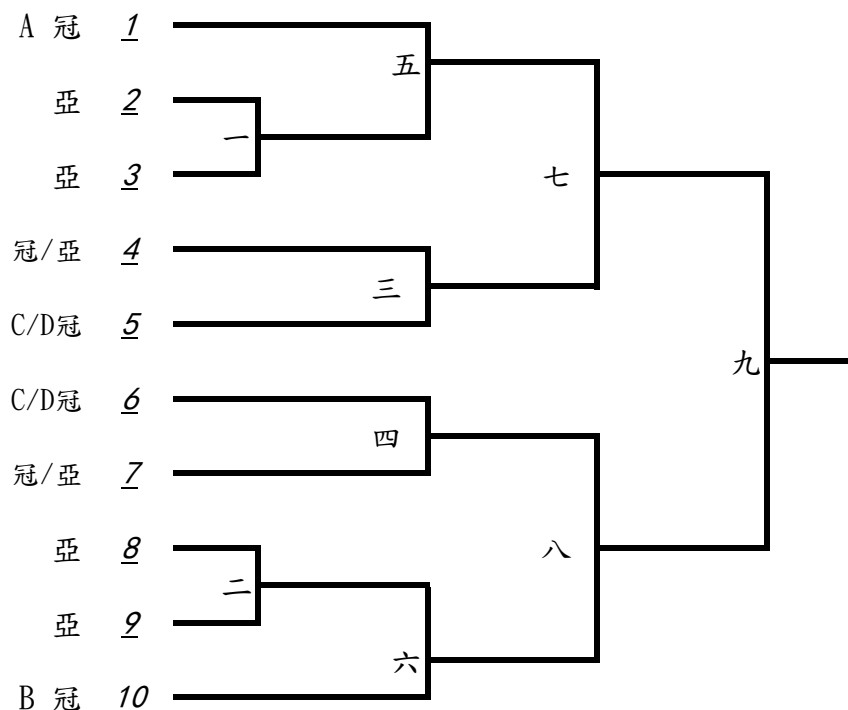 A 冠 1
五
亞 2
一
亞 3
七
冠/亞 4
三
C/D冠 5
九
C/D冠 6
四
冠/亞 7
亞 8
八
二
亞 9
六
B 冠 10